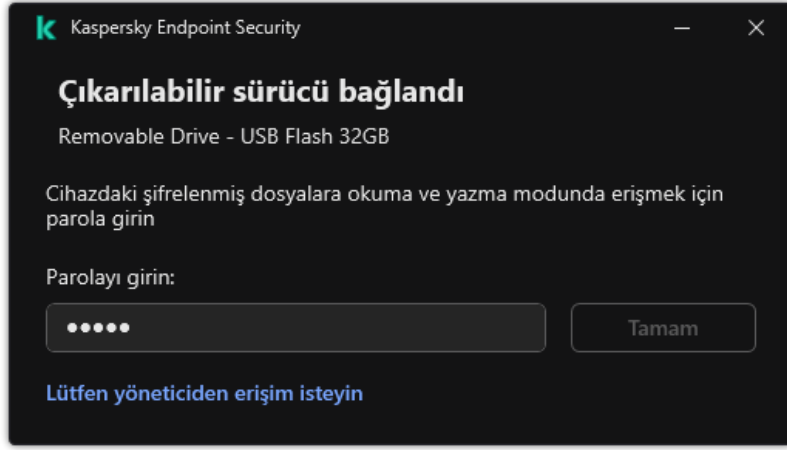 Kaspersky Endpoint Security
Çıkarılabilir sürücü bağlandı
Removable Drive - USB Flash 32GB
Cihazdaki şifrelenmiş dosyalara okuma ve yazma modunda erişmek için
parola girin
Parolayı girin:
●●●●●
Tamam
Lütfen yöneticiden erişim isteyin